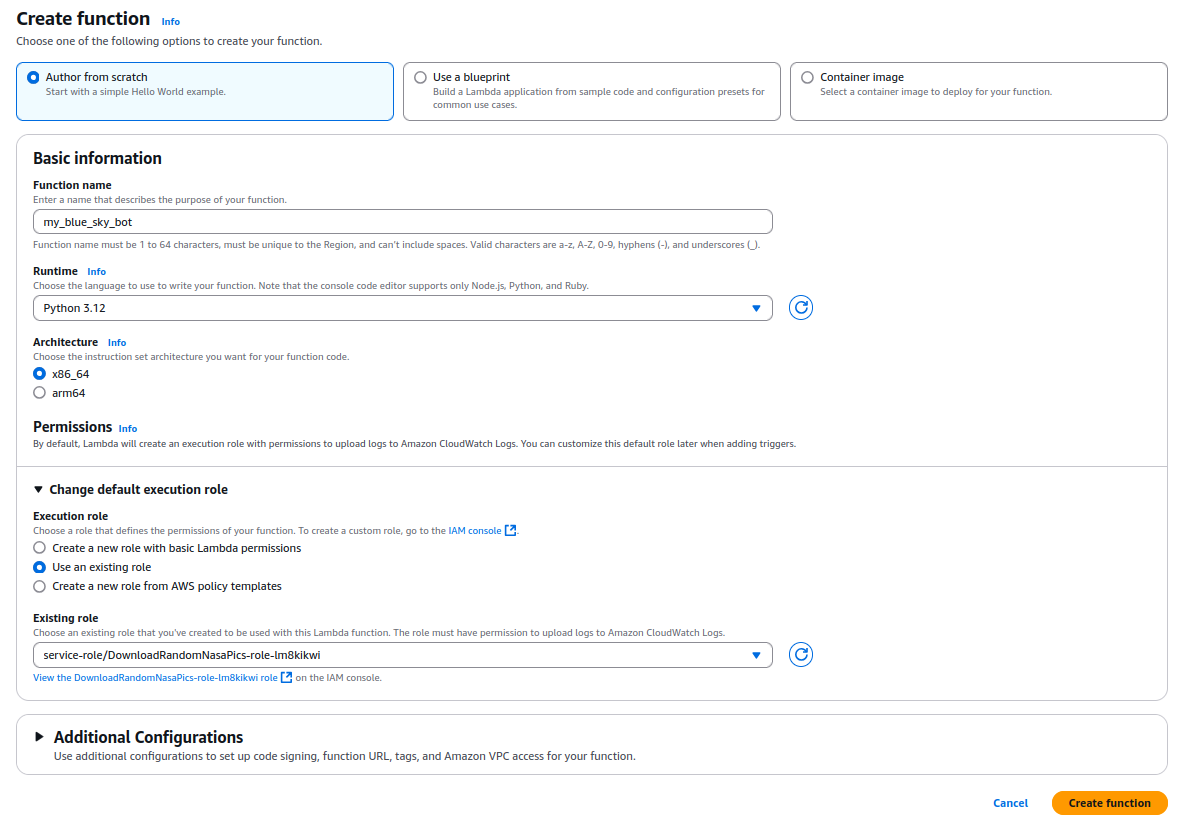 Create function Info
Choose one of the following options to create your function.
Author from scratch
Start with a simple Hello World example.
Use a blueprint
Build a Lambda application from sample code and configuration presets for
common use cases.
Container image
Select a container image to deploy for your function.
Basic information
Function name
Enter a name that describes the purpose of your function.
my_blue_sky_bot
Function name must be 1 to 64 characters, must be unique to the Region, and can't include spaces. Valid characters are a-z, A-Z, 0-9, hyphens (-), and underscores (_).
Runtime Info
Choose the language to use to write your function. Note that the console code editor supports only Node.js, Python, and Ruby.
Python 3.12
Architecture Info
Choose the instruction set architecture you want for your function code.
x86_64
arm64
Permissions Info
By default, Lambda will create an execution role with permissions to upload logs to Amazon CloudWatch Logs. You can customize this default role later when adding triggers.
Change default execution role
Execution role
Choose a role that defines the permissions of your function. To create a custom role, go to the IAM console.
Create a new role with basic Lambda permissions
Use an existing role
Create a new role from AWS policy templates
Existing role
Choose an existing role that you've created to be used with this Lambda function. The role must have permission to upload logs to Amazon CloudWatch Logs.
service-role/DownloadRandomNasaPics-role-lm8kikwi
View the DownloadRandomNasaPics-role-lm8kikwi role on the IAM console.
Additional Configurations
Use additional configurations to set up code signing, function URL, tags, and Amazon VPC access for your function.
Cancel Create function